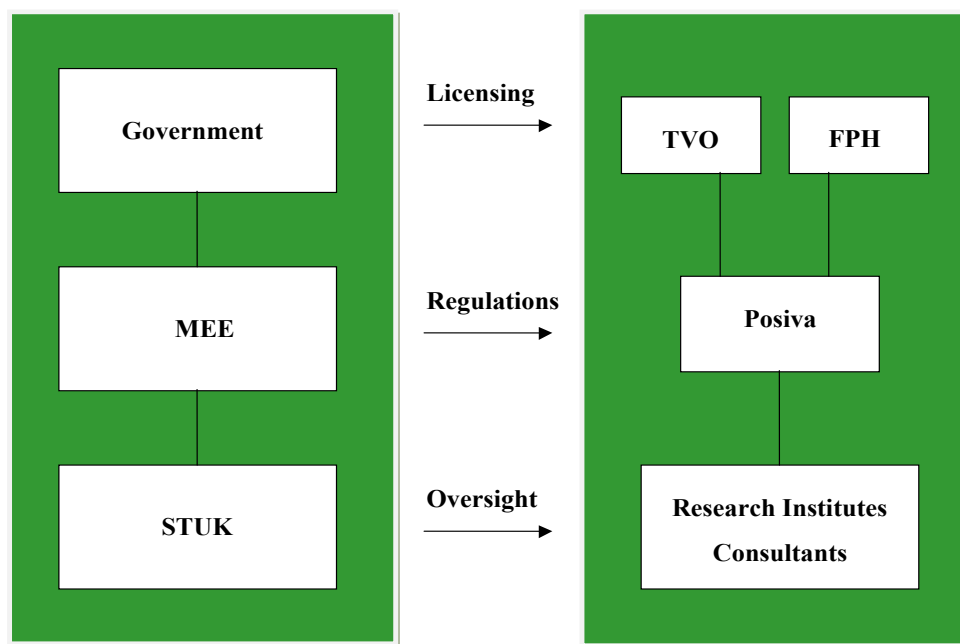 Government
MEE
STUK
Licensing
Regulations
Oversight
TVO
FPH
Posiva
Research Institutes
Consultants